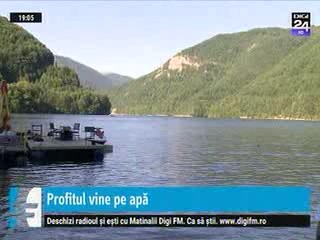 19:05
DIGI
24
HD
Profitul vine pe apă
Deschizi radioul și ești cu Matinalii Digi FM. Ca să știi. www.digifm.ro